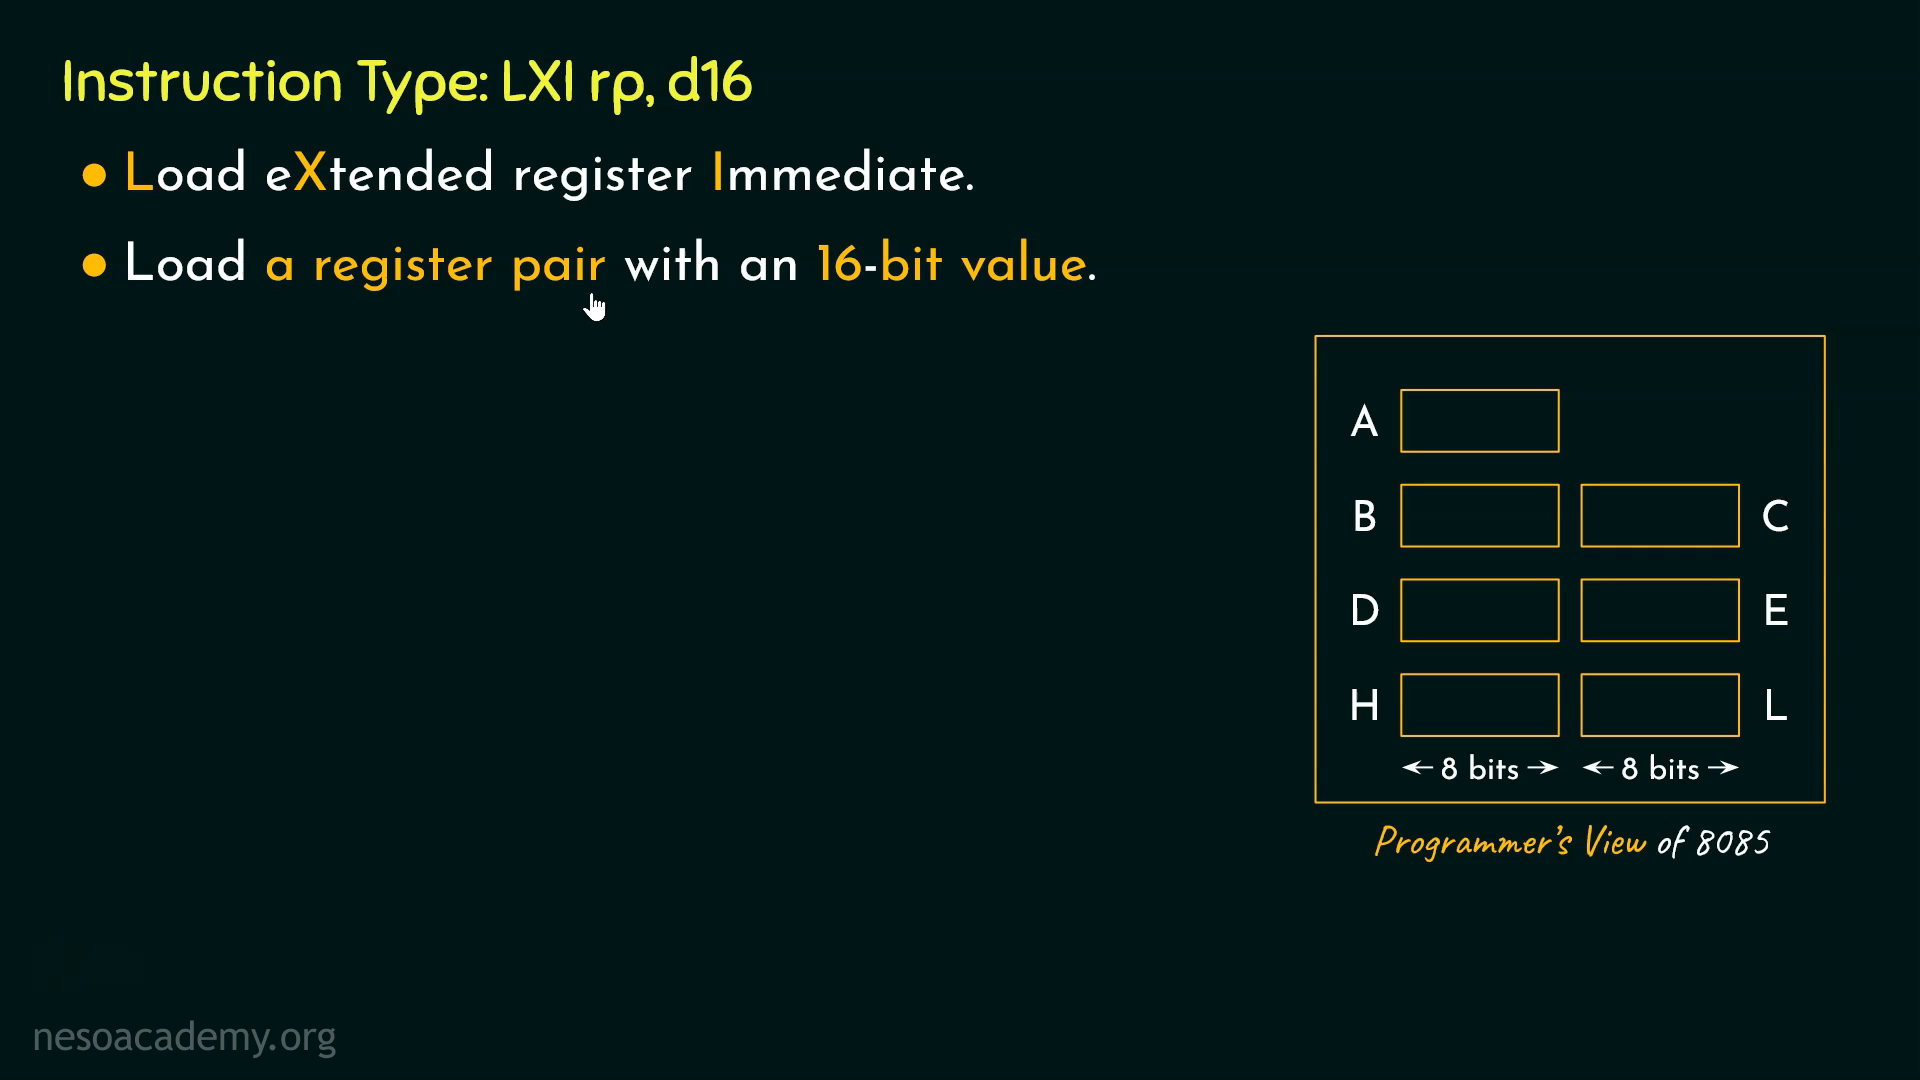 Instruction Type: LXI rp, d16
● Load eXtended register Immediate.
● Load a register pair with an 16-bit value.
A
B C
D E
H L
←8 bits→ ←8 bits→
Programmer's View of 8085
nesoacademy.org